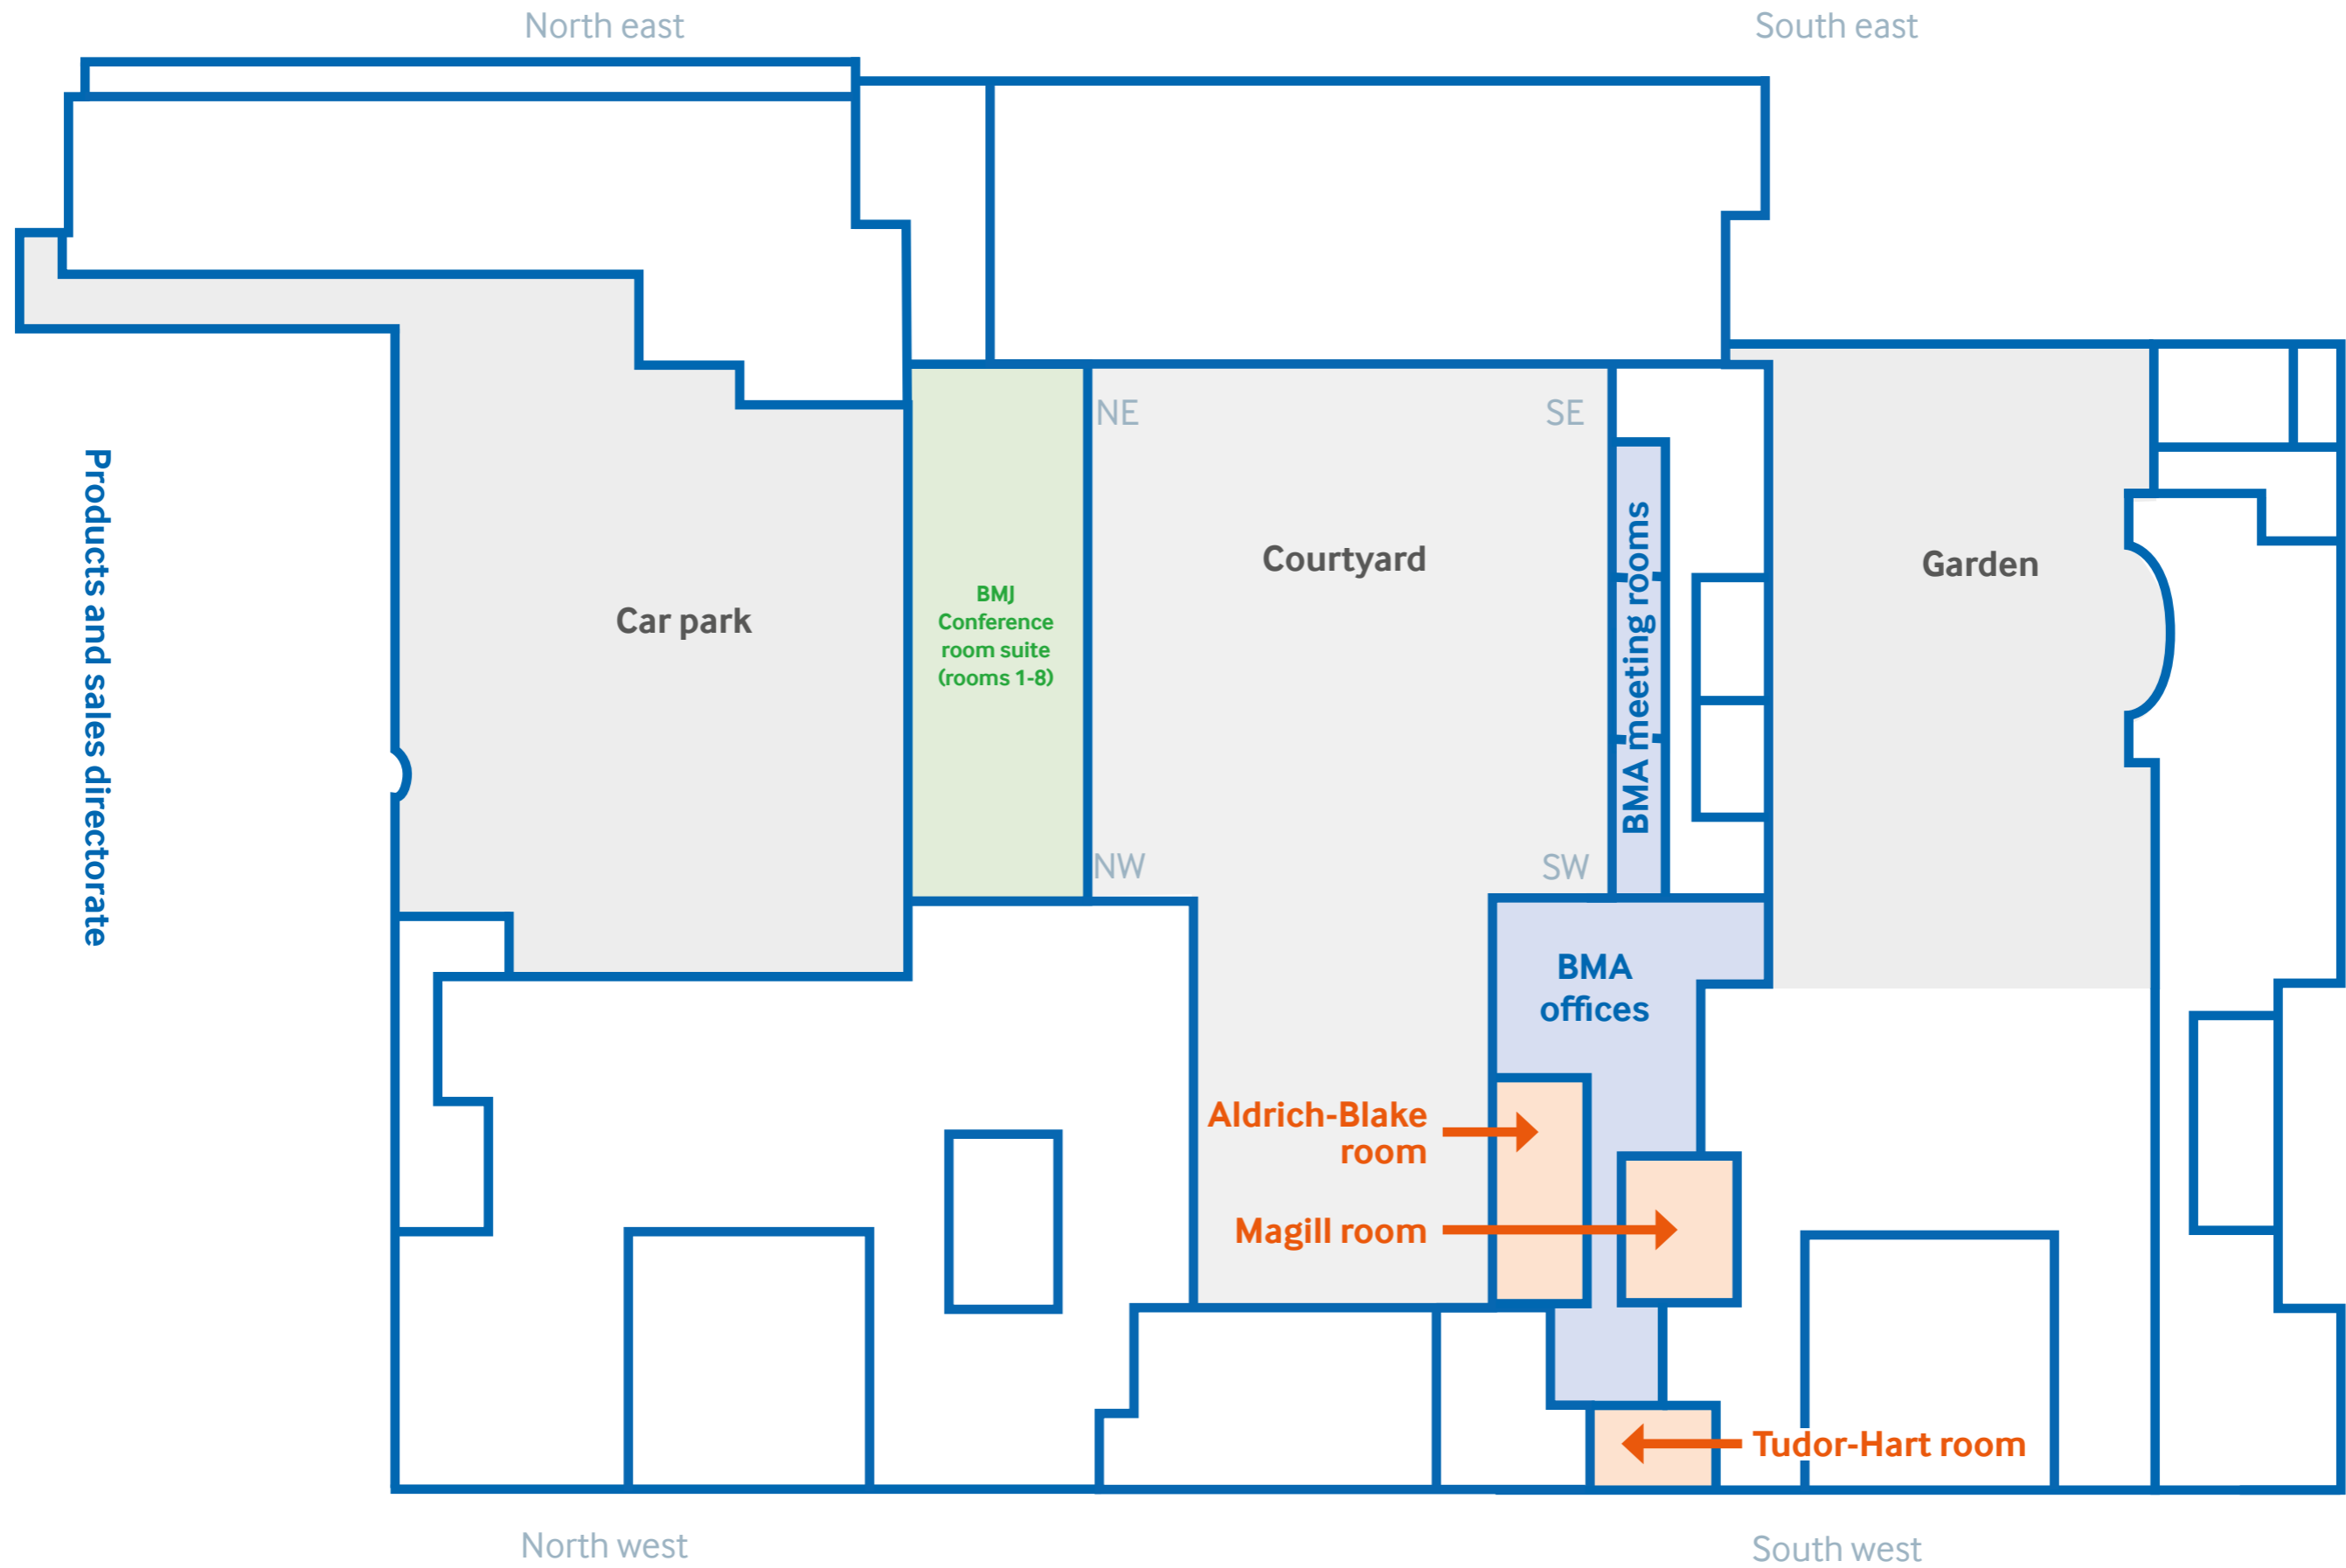 North east
South east
NE
SE
Products and sales directorate
Car park
BMJ
Conference
room suite
(rooms 1-8)
Courtyard
BMA meeting rooms
Garden
NW
SW
BMA
offices
Aldrich-Blake
room
Magill room
Tudor-Hart room
North west
South west